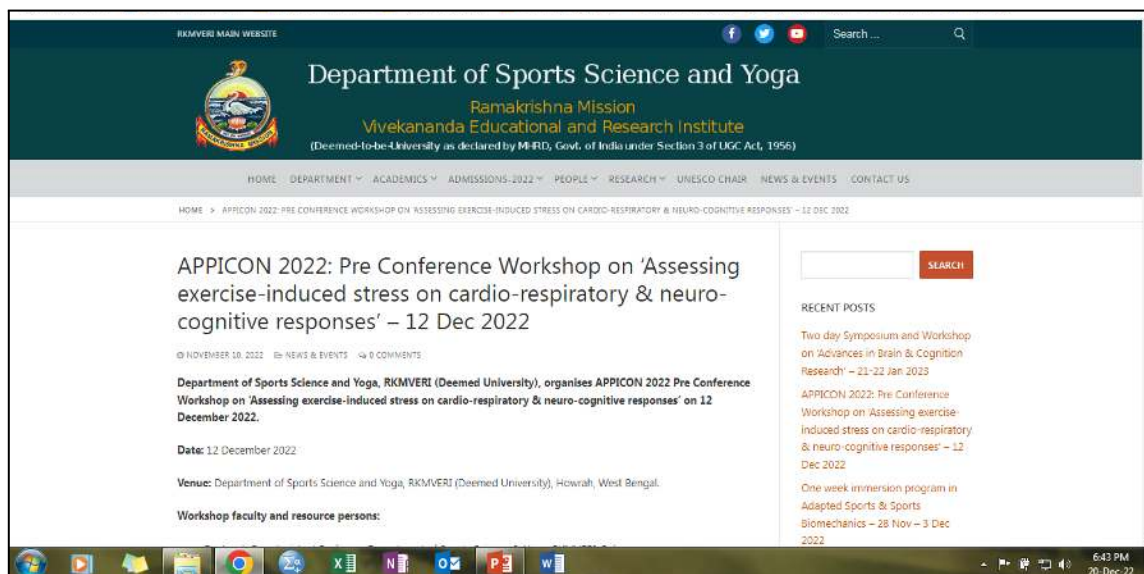 RKMVERI MAIN WEBSITE
Search ...
Department of Sports Science and Yoga
Ramakrishna Mission
Vivekananda Educational and Research Institute
(Deemed-to-be-University as declared by MHRD, Govt. of India under Section 3 of UGC Act, 1956)
RAMAKRISHNA MISSION
HOME DEPARTMENT ACADEMICS ADMISSIONS-2022 PEOPLE RESEARCH UNESCO CHAIR NEWS & EVENTS CONTACT US
HOME > APPICON 2022: PRE CONFERENCE WORKSHOP ON 'ASSESSING EXERCISE-INDUCED STRESS ON CARDIO-RESPIRATORY & NEURO-COGNITIVE RESPONSES' – 12 DEC 2022
APPICON 2022: Pre Conference Workshop on 'Assessing
exercise-induced stress on cardio-respiratory & neuro-
cognitive responses' – 12 Dec 2022
NOVEMBER 10, 2022 NEWS & EVENTS 0 COMMENTS
Department of Sports Science and Yoga, RKMVERI (Deemed University), organises APPICON 2022 Pre Conference
Workshop on 'Assessing exercise-induced stress on cardio-respiratory & neuro-cognitive responses' on 12
December 2022.
Date: 12 December 2022
Venue: Department of Sports Science and Yoga, RKMVERI (Deemed University), Howrah, West Bengal.
Workshop faculty and resource persons:
SEARCH
RECENT POSTS
Two day Symposium and Workshop
on 'Advances in Brain & Cognition
Research' – 21-22 Jan 2023
APPICON 2022: Pre Conference
Workshop on 'Assessing exercise-
induced stress on cardio-respiratory
& neuro-cognitive responses' – 12
Dec 2022
One week immersion program in
Adapted Sports & Sports
Biomechanics – 28 Nov – 3 Dec
2022
6:43 PM
20-Dec-22